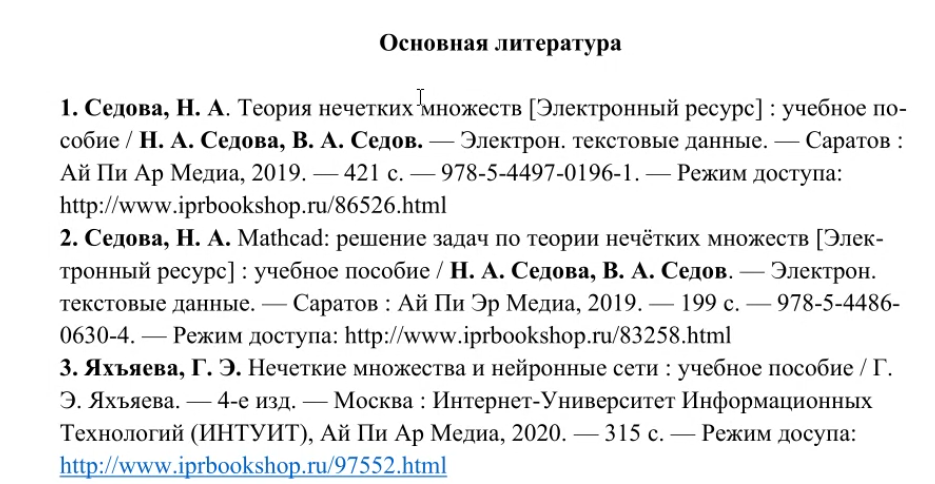 Основная литература
1. Седова, Н. А. Теория нечетких множеств [Электронный ресурс] : учебное по-
собие / Н. А. Седова, В. А. Седов. — Электрон. текстовые данные. — Саратов :
Ай Пи Ар Медиа, 2019. — 421 с. — 978-5-4497-0196-1. — Режим доступа:
http://www.iprbookshop.ru/86526.html
2. Седова, Н. А. Mathcad: решение задач по теории нечётких множеств [Элек-
тронный ресурс] : учебное пособие / Н. А. Седова, В. А. Седов. — Электрон.
текстовые данные. — Саратов : Ай Пи Эр Медиа, 2019. — 199 с. — 978-5-4486-
0630-4. — Режим доступа: http://www.iprbookshop.ru/83258.html
3. Яхъяева, Г. Э. Нечеткие множества и нейронные сети : учебное пособие / Г.
Э. Яхъяева. — 4-е изд. — Москва : Интернет-Университет Информационных
Технологий (ИНТУИТ), Ай Пи Ар Медиа, 2020. — 315 с. — Режим досупа:
http://www.iprbookshop.ru/97552.html